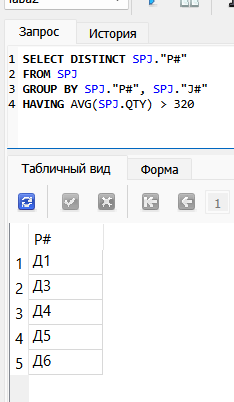 Запрос История
1 SELECT DISTINCT SPJ."P#"
2 FROM SPJ
3 GROUP BY SPJ."P#", SPJ."J#"
4 HAVING AVG(SPJ.QTY) > 320
Табличный вид Форма
1
P#
1 Д1
2 Д3
3 Д4
4 Д5
5 Д6